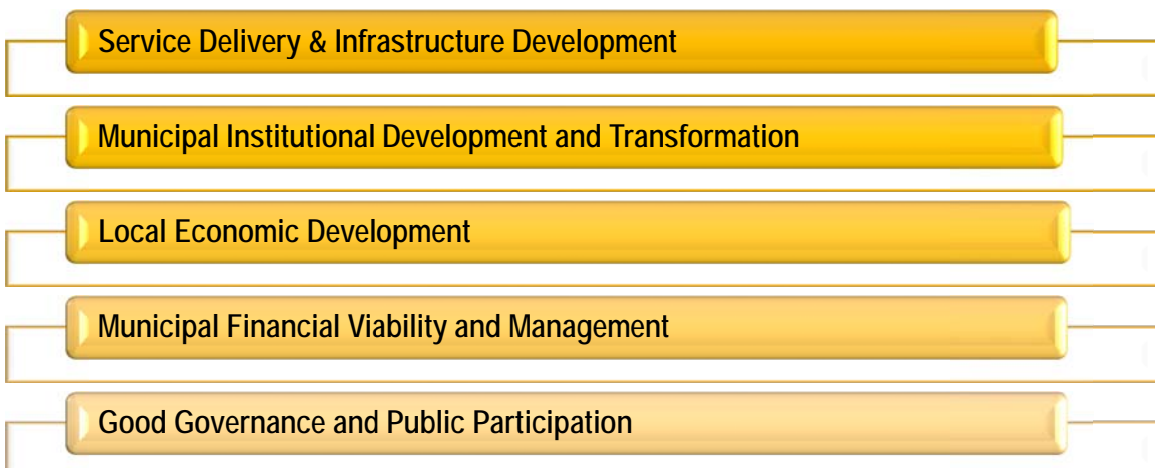 Service Delivery & Infrastructure Development
Municipal Institutional Development and Transformation
Local Economic Development
Municipal Financial Viability and Management
Good Governance and Public Participation